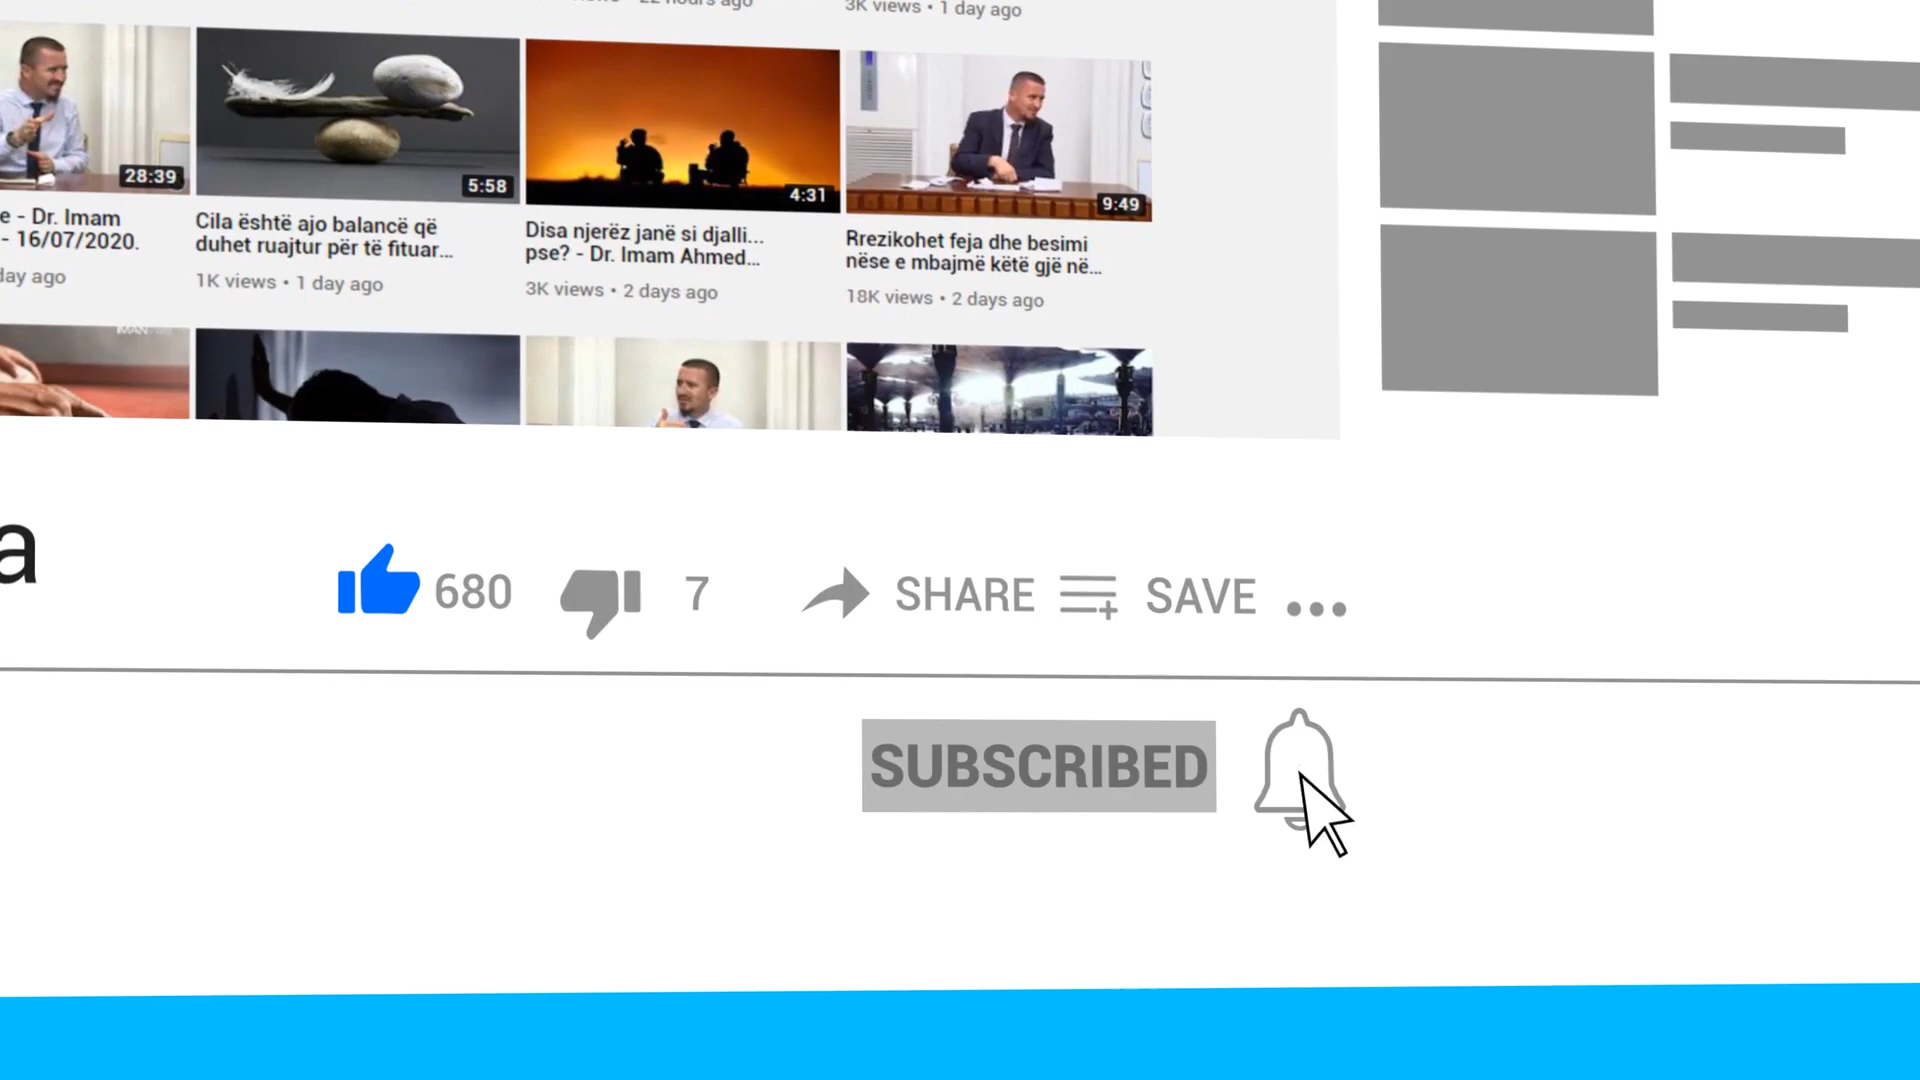 22 hours ago
3K views • 1 day ago
28:39
5:58
4:31
9:49
e - Dr. Imam
- 16/07/2020.
day ago
Cila është ajo balancë që
duhet ruajtur për të fituar...
1K views • 1 day ago
Disa njerëz janë si djalli...
pse? - Dr. Imam Ahmed...
3K views • 2 days ago
Rrezikohet feja dhe besimi
nëse e mbajmë këtë gjë në...
18K views • 2 days ago
a
680
7
SHARE
SAVE
SUBSCRIBED